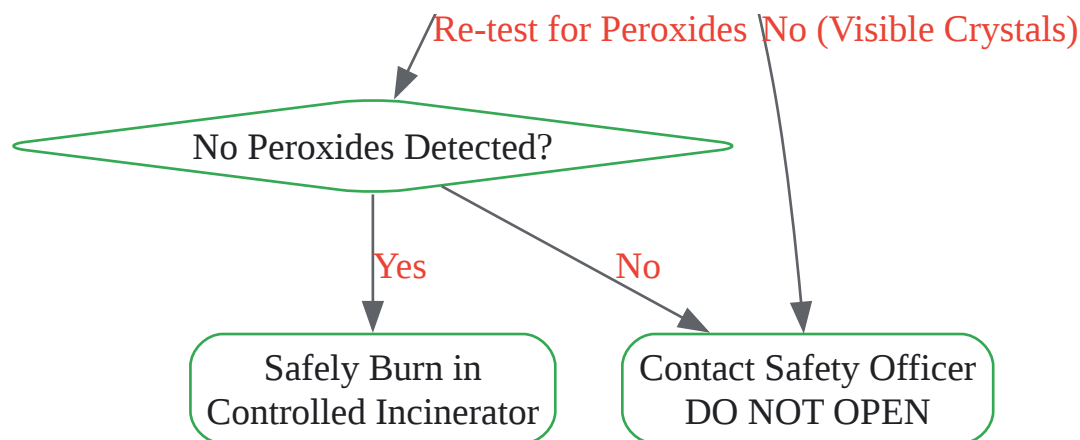 Re-test for Peroxides
No (Visible Crystals)
No Peroxides Detected?
Yes
No
Safely Burn in
Controlled Incinerator
Contact Safety Officer
DO NOT OPEN